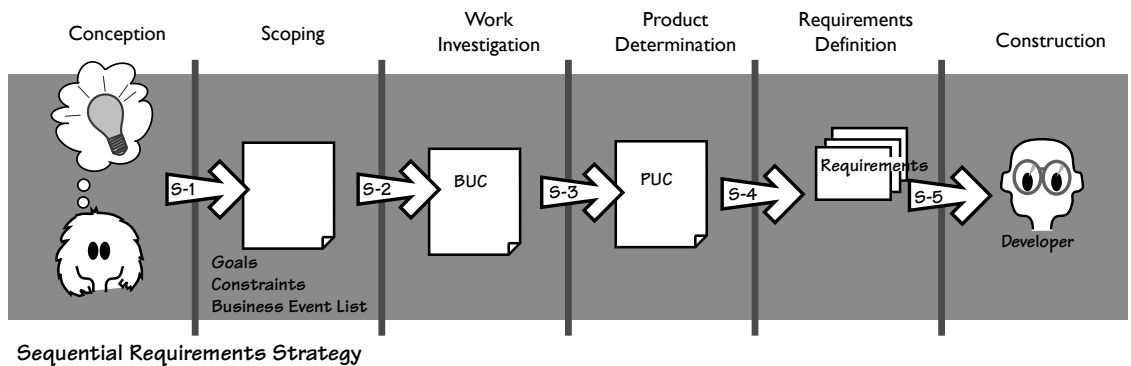 Conception
Scoping
Work
Investigation
Product
Determination
Requirements
Definition
Construction
S-1
S-2
BUC
S-3
PUC
S-4
Requirements
S-5
Developer
Goals
Constraints
Business Event List
Sequential Requirements Strategy